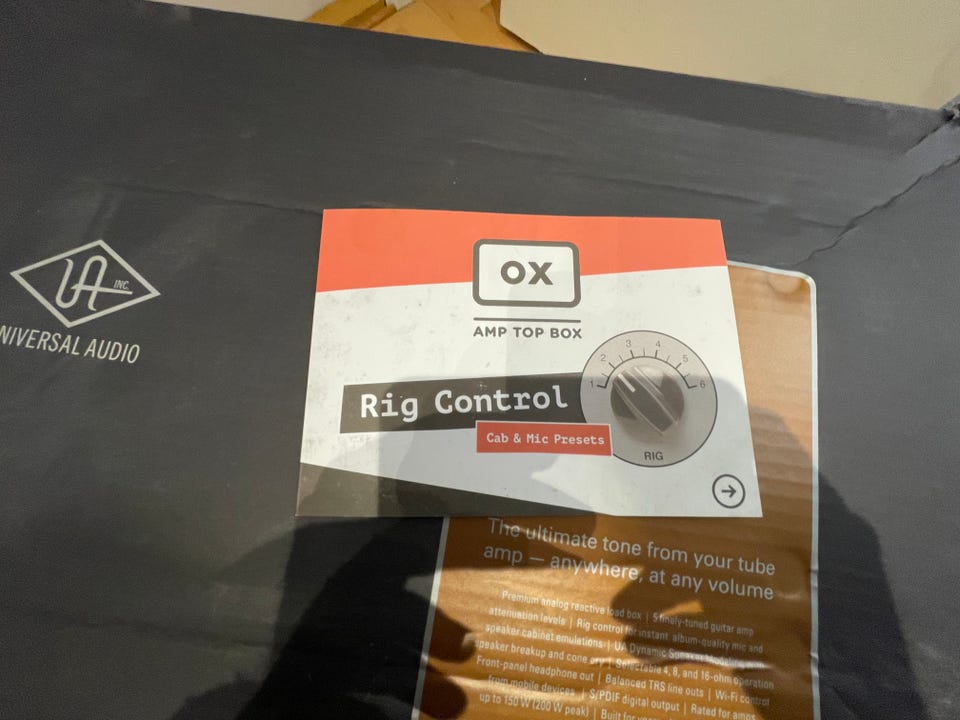 UA INC.
NIVERSAL AUDIO
OX
AMP TOP BOX
1 2 3 4 5 6
Rig Control
Cab & Mic Presets
RIG
The ultimate tone from your tube
amp — anywhere, at any volume
Premium analog reactive load box | 5 finely-tuned guitar amp
attenuation levels | Rig control for instant album-quality mic and
speaker cabinet emulations | UA Dynamic Speaker
speaker breakup and cone cry | Selectable 4, 8, and 16-ohm operation
Front-panel headphone out | Balanced TRS line outs | Wi-Fi control
from mobile devices | S/PDIF digital output | Rated for amps
up to 150 W (200 W peak) | Built for